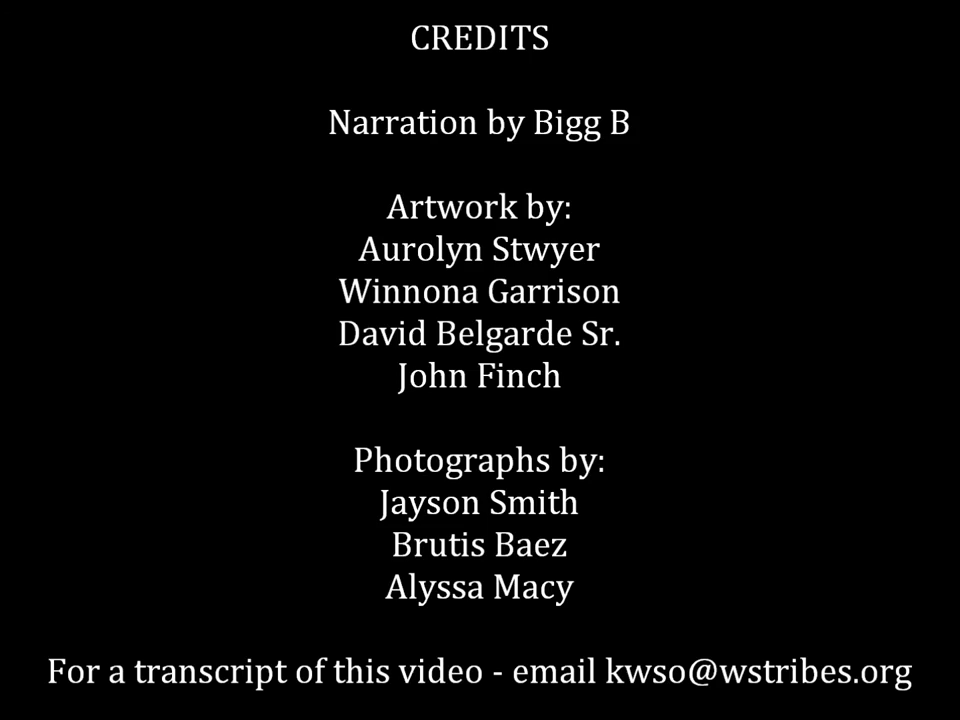 CREDITS
Narration by Bigg B
Artwork by:
Aurolyn Stwyer
Winnona Garrison
David Belgarde Sr.
John Finch
Photographs by:
Jayson Smith
Brutis Baez
Alyssa Macy
For a transcript of this video - email kwso@wstribes.org